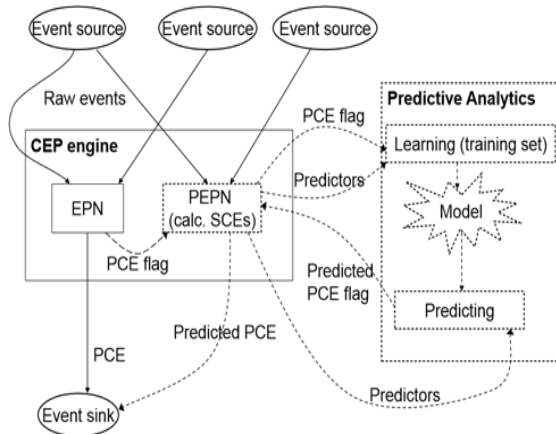 Event source
Event source
Event source
Raw events
PCE flag
Predictive Analytics
CEP engine
Learning (training set)
Predictors
EPN
PEPN
(calc. SCEs)
Model
PCE flag
Predicted
PCE flag
Predicting
Predicted PCE
PCE
Predictors
Event sink